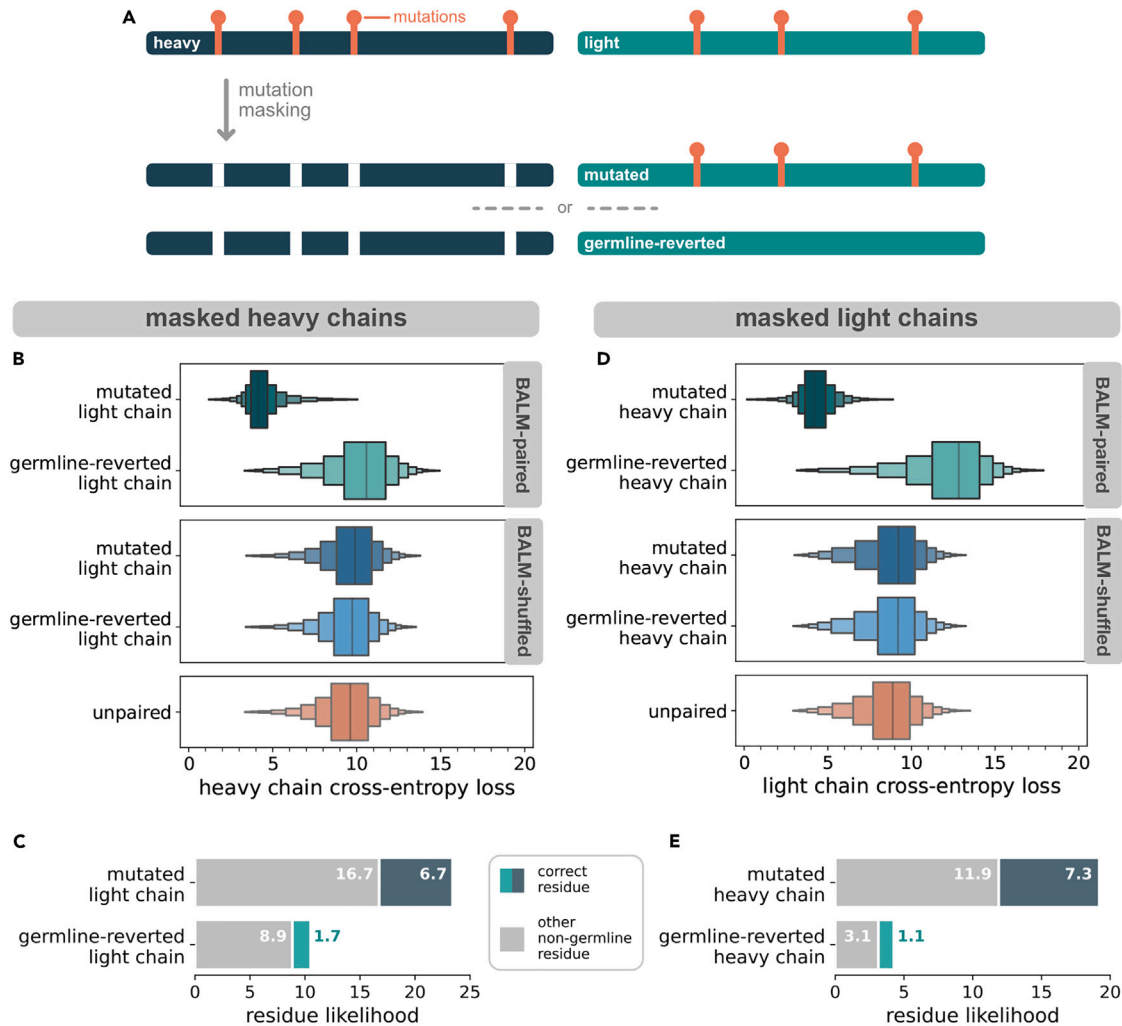 A
heavy
mutations
light
mutation
masking
mutated
or
germline-reverted
masked heavy chains
masked light chains
B
mutated
light chain
germline-reverted
light chain
BALM-paired
mutated
light chain
germline-reverted
light chain
BALM-shuffled
unpaired
0 5 10 15 20
heavy chain cross-entropy loss
D
mutated
heavy chain
germline-reverted
heavy chain
BALM-paired
mutated
heavy chain
germline-reverted
heavy chain
BALM-shuffled
unpaired
0 5 10 15 20
light chain cross-entropy loss
C
mutated
light chain
16.7 6.7
germline-reverted
light chain
8.9 1.7
0 5 10 15 20 25
residue likelihood
correct
residue
other
non-germline
residue
E
mutated
heavy chain
11.9 7.3
germline-reverted
heavy chain
3.1 1.1
0 5 10 15 20
residue likelihood